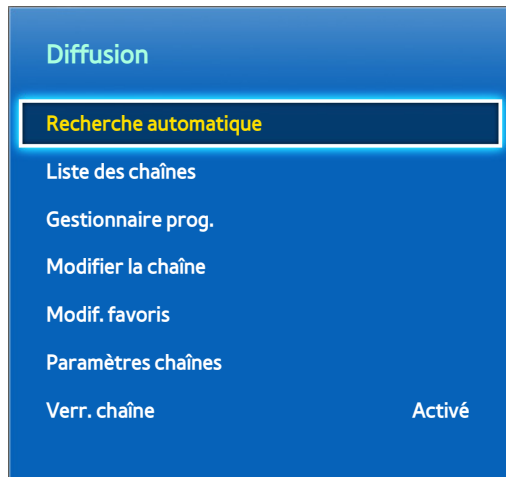 Diffusion
Recherche automatique
Liste des chaînes
Gestionnaire prog.
Modifier la chaîne
Modif. favoris
Paramètres chaînes
Verr. chaîne Activé